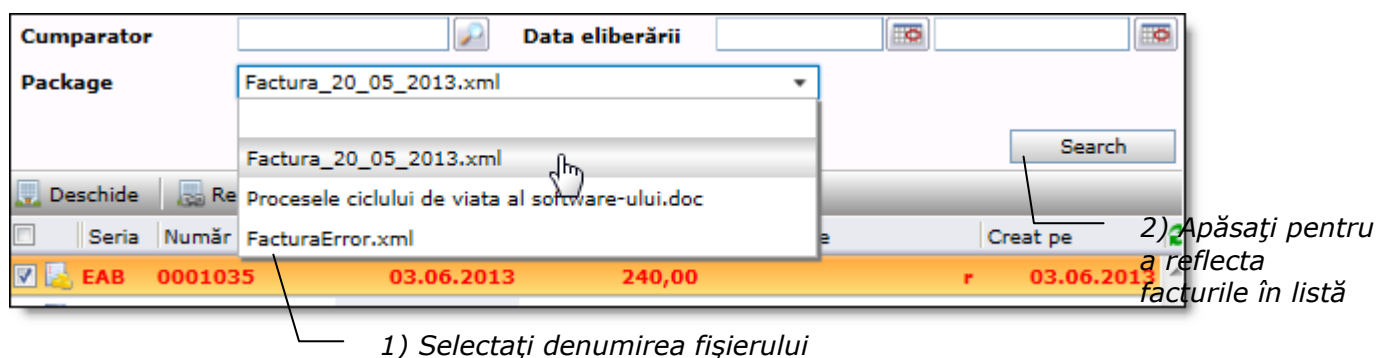 Cumparator Data eliberării
Package Factura_20_05_2013.xml
Factura_20_05_2013.xml
Search
Deschide Re Procesele ciclului de viata al software-ului.doc
Seria Număr FacturaError.xml e Creat pe
EAB 0001035 03.06.2013 240,00 r 03.06.2013
2) Apăsaţi pentru
a reflecta
facturile în listă
1) Selectați denumirea fişierului